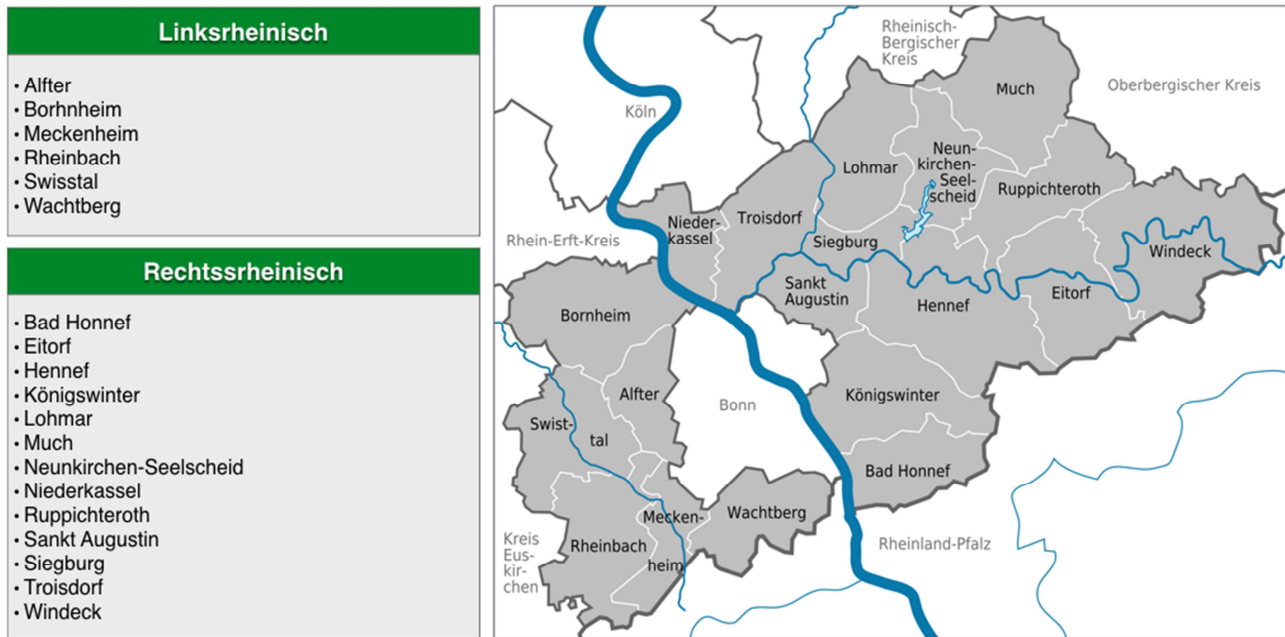 Linksrheinisch
• Alfter
• Borhnheim
• Meckenheim
• Rheinbach
• Swisstal
• Wachtberg
Rechtssrheinisch
• Bad Honnef
• Eitorf
• Hennef
• Königswinter
• Lohmar
• Much
• Neunkirchen-Seelscheid
• Niederkassel
• Ruppichteroth
• Sankt Augustin
• Siegburg
• Troisdorf
• Windeck
Rheinisch-
Bergischer
Kreis
Oberbergischer Kreis
Köln
Much
Lohmar
Neun-
kirchen-
Seel-
scheid
Ruppichteroth
Nieder-
kassel
Troisdorf
Siegburg
Windeck
Rhein-Erft-Kreis
Sankt
Augustin
Hennef
Eitorf
Bornheim
Alfter
Bonn
Königswinter
Swist-
tal
Bad Honnef
Wachtberg
Mecken-
heim
Rheinbach
Kreis
Eus-
kir-
chen
Rheinland-Pfalz